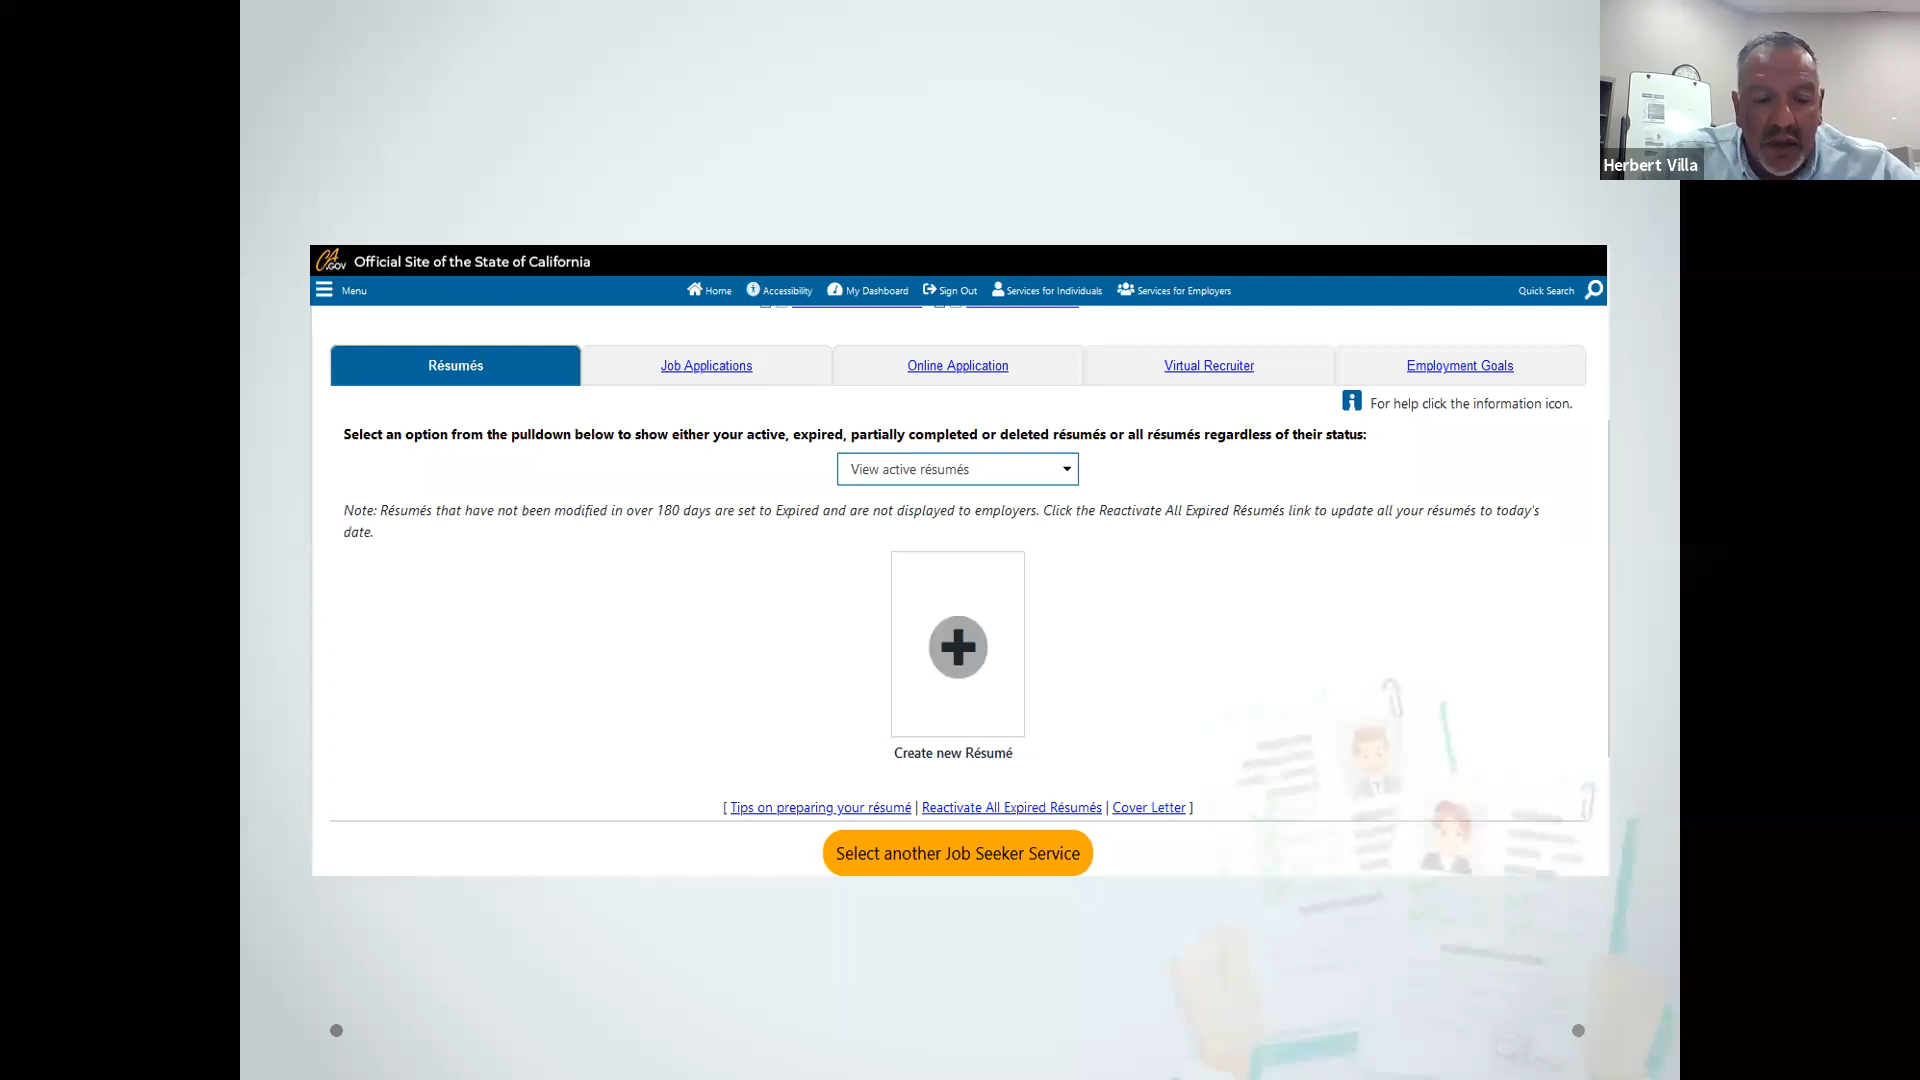 Herbert Villa
CA.GOV Official Site of the State of California
Menu Home Accessibility My Dashboard Sign Out Services for Individuals Services for Employers Quick Search
Résumés Job Applications Online Application Virtual Recruiter Employment Goals
For help click the information icon.
Select an option from the pulldown below to show either your active, expired, partially completed or deleted résumés or all résumés regardless of their status:
View active résumés
Note: Résumés that have not been modified in over 180 days are set to Expired and are not displayed to employers. Click the Reactivate All Expired Résumés link to update all your résumés to today's
date.
Create new Résumé
[ Tips on preparing your résumé | Reactivate All Expired Résumés | Cover Letter ]
Select another Job Seeker Service